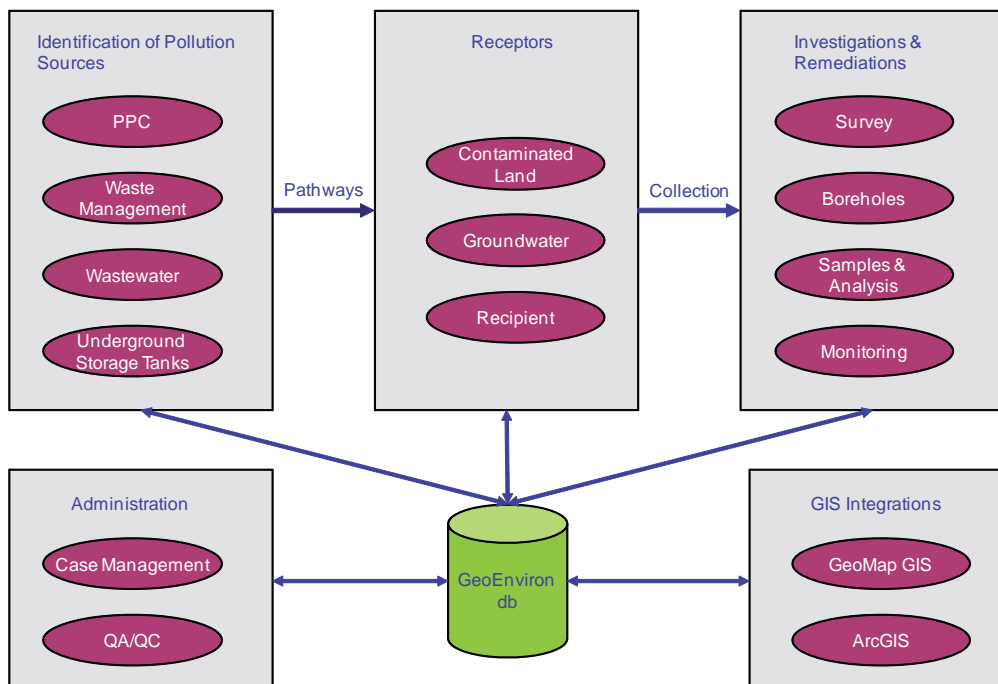 Identification of Pollution
Sources
PPC
Waste
Management
Wastewater
Underground
Storage Tanks
Pathways
Receptors
Contaminated
Land
Groundwater
Recipient
Collection
Investigations &
Remediations
Survey
Boreholes
Samples &
Analysis
Monitoring
Administration
Case Management
QA/QC
GeoEnviron
db
GIS Integrations
GeoMap GIS
ArcGIS